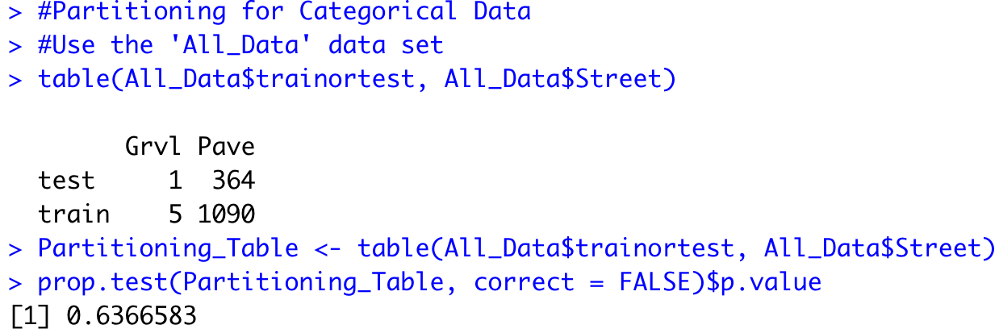 > #Partitioning for Categorical Data
> #Use the 'All_Data' data set
> table(All_Data$trainortest, All_Data$Street)
Grvl Pave
test 1 364
train 5 1090
> Partitioning_Table <- table(All_Data$trainortest, All_Data$Street)
> prop.test(Partitioning_Table, correct = FALSE)$p.value
[1] 0.6366583